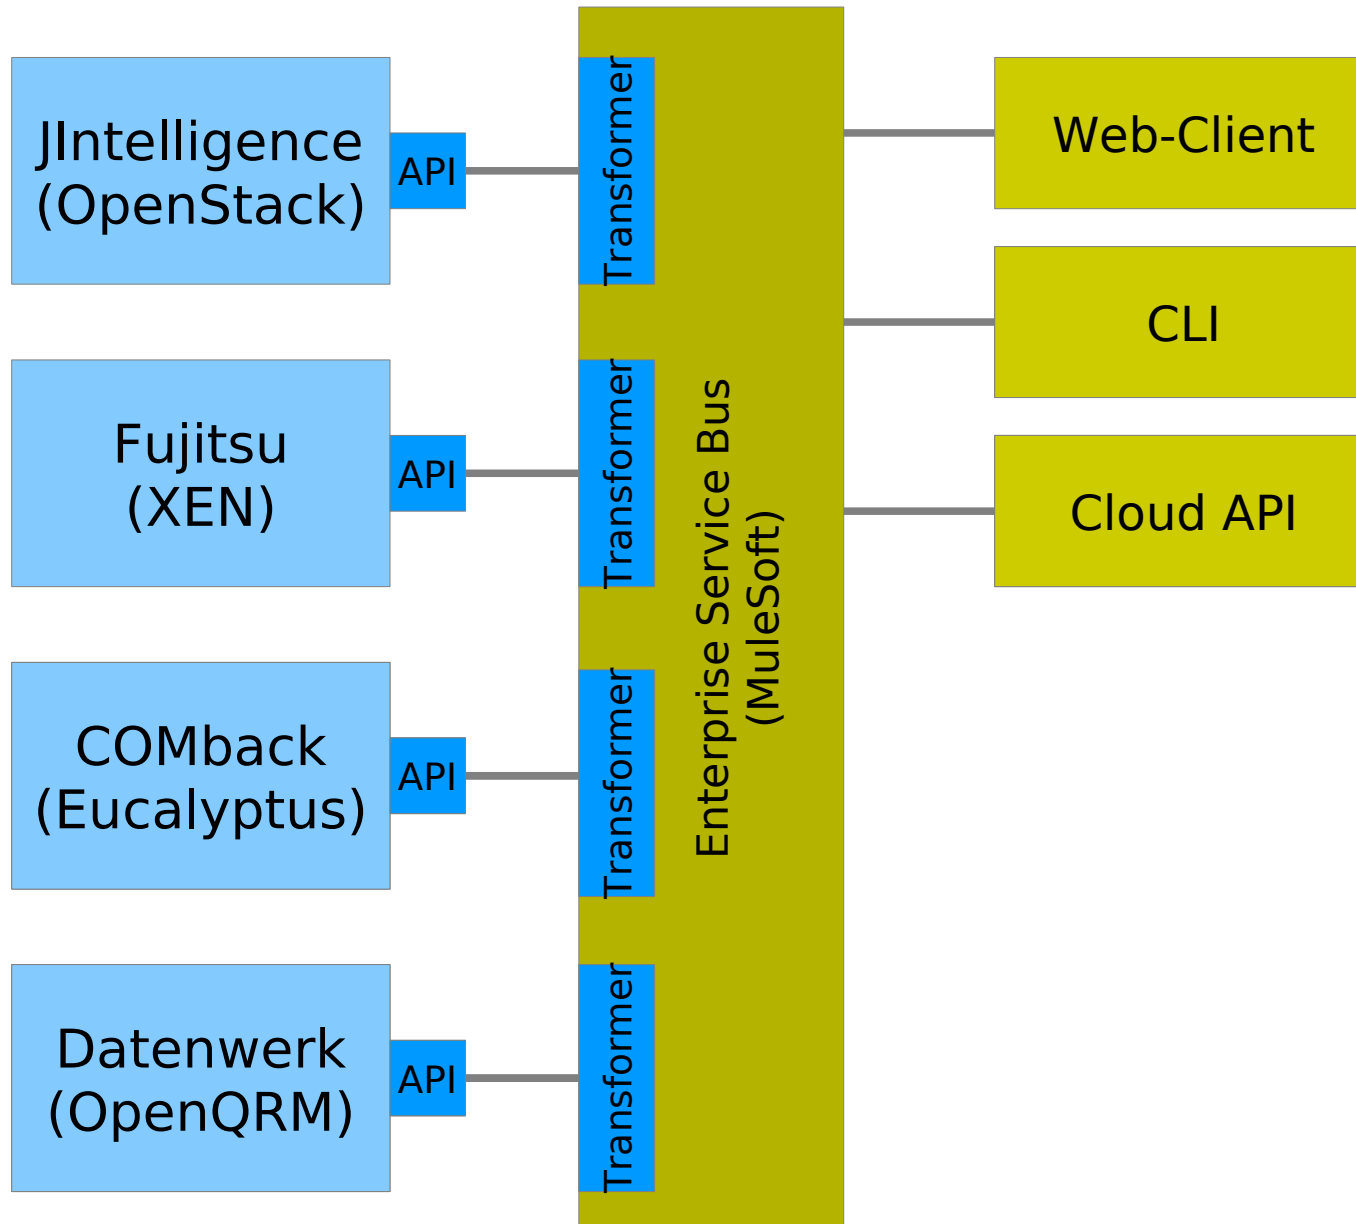 JIntelligence
(OpenStack)
API
Transformer
Fujitsu
(XEN)
API
Transformer
COMback
(Eucalyptus)
API
Transformer
Datenwerk
(OpenQRM)
API
Transformer
Enterprise Service Bus
(MuleSoft)
Web-Client
CLI
Cloud API